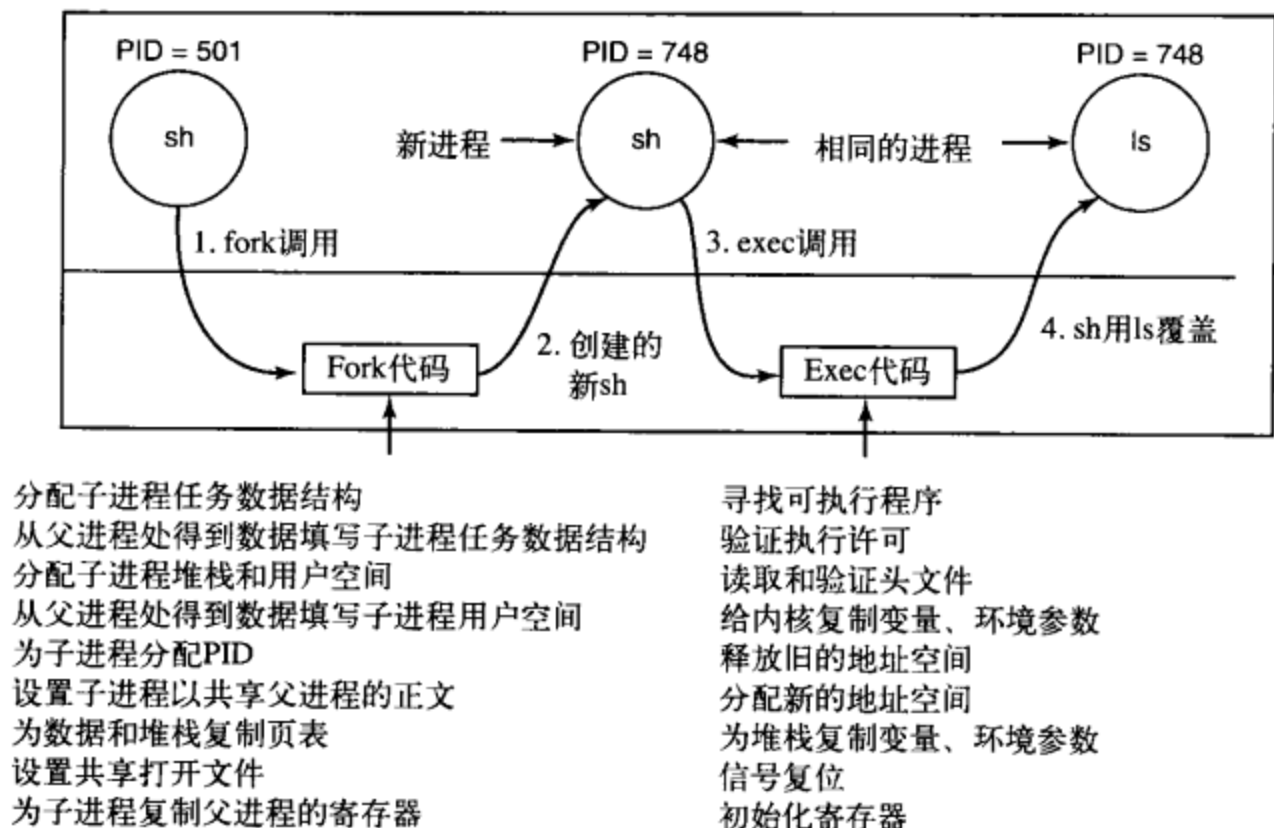 PID = 501
PID = 748
PID = 748
sh
新进程
sh
相同的进程
ls
1. fork调用
3. exec调用
Fork代码
2. 创建的
新sh
Exec代码
4. sh用ls覆盖
分配子进程任务数据结构
从父进程处得到数据填写子进程任务数据结构
分配子进程堆栈和用户空间
从父进程处得到数据填写子进程用户空间
为子进程分配PID
设置子进程以共享父进程的正文
为数据和堆栈复制页表
设置共享打开文件
为子进程复制父进程的寄存器
寻找可执行程序
验证执行许可
读取和验证头文件
给内核复制变量、环境参数
释放旧的地址空间
分配新的地址空间
为堆栈复制变量、环境参数
信号复位
初始化寄存器